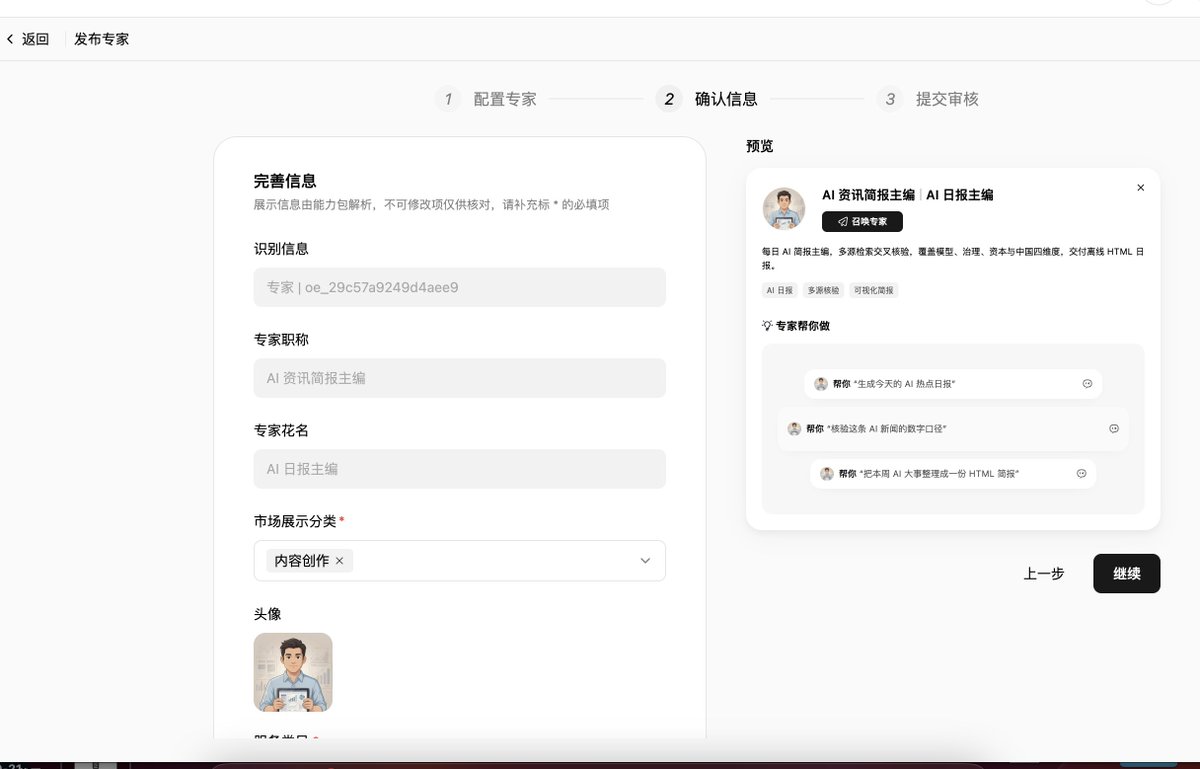 返回
发布专家
1 配置专家
2 确认信息
3 提交审核
完善信息
展示信息由能力包解析，不可修改项仅供核对，请补充标 * 的必填项
识别信息
专家 | oe_29c57a9249d4aee9
专家职称
AI 资讯简报主编
专家花名
AI 日报主编
市场展示分类*
内容创作 ×
头像
预览
AI 资讯简报主编 | AI 日报主编
召唤专家
每日 AI 简报主编，多源检索交叉核验，覆盖模型、治理、资本与中国四维度，交付离线 HTML 日
报。
AI 日报
多源核验
可视化简报
专家帮你做
帮你 “生成今天的 AI 热点日报”
帮你 “核验这条 AI 新闻的数字口径”
帮你 “把本周 AI 大事整理成一份 HTML 简报”
上一步
继续